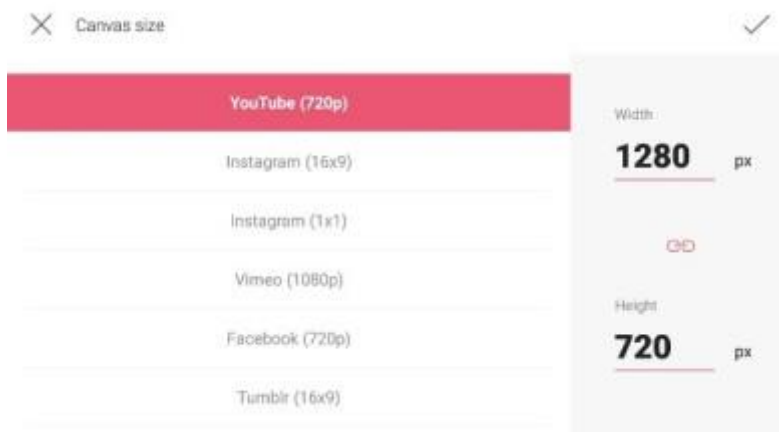 Canvas size
YouTube (720p)
Instagram (16x9)
Instagram (1x1)
Vimeo (1080p)
Facebook (720p)
Tumblr (16x9)
Width
1280 px
Height
720 px